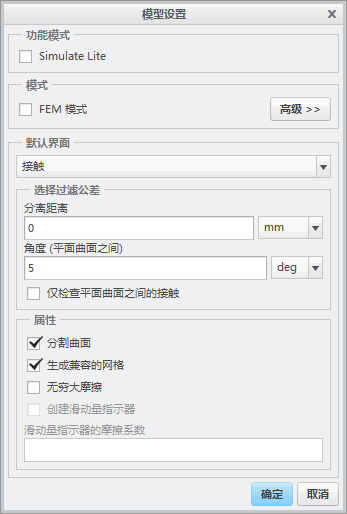 模型设置
功能模式
Simulate Lite
模式
FEM 模式
高级 >>
默认界面
接触
选择过滤公差
分离距离
0 mm
角度 (平面曲面之间)
5 deg
仅检查平面曲面之间的接触
属性
分割曲面
生成兼容的网格
无穷大摩擦
创建滑动量指示器
滑动量指示器的摩擦系数
确定 取消